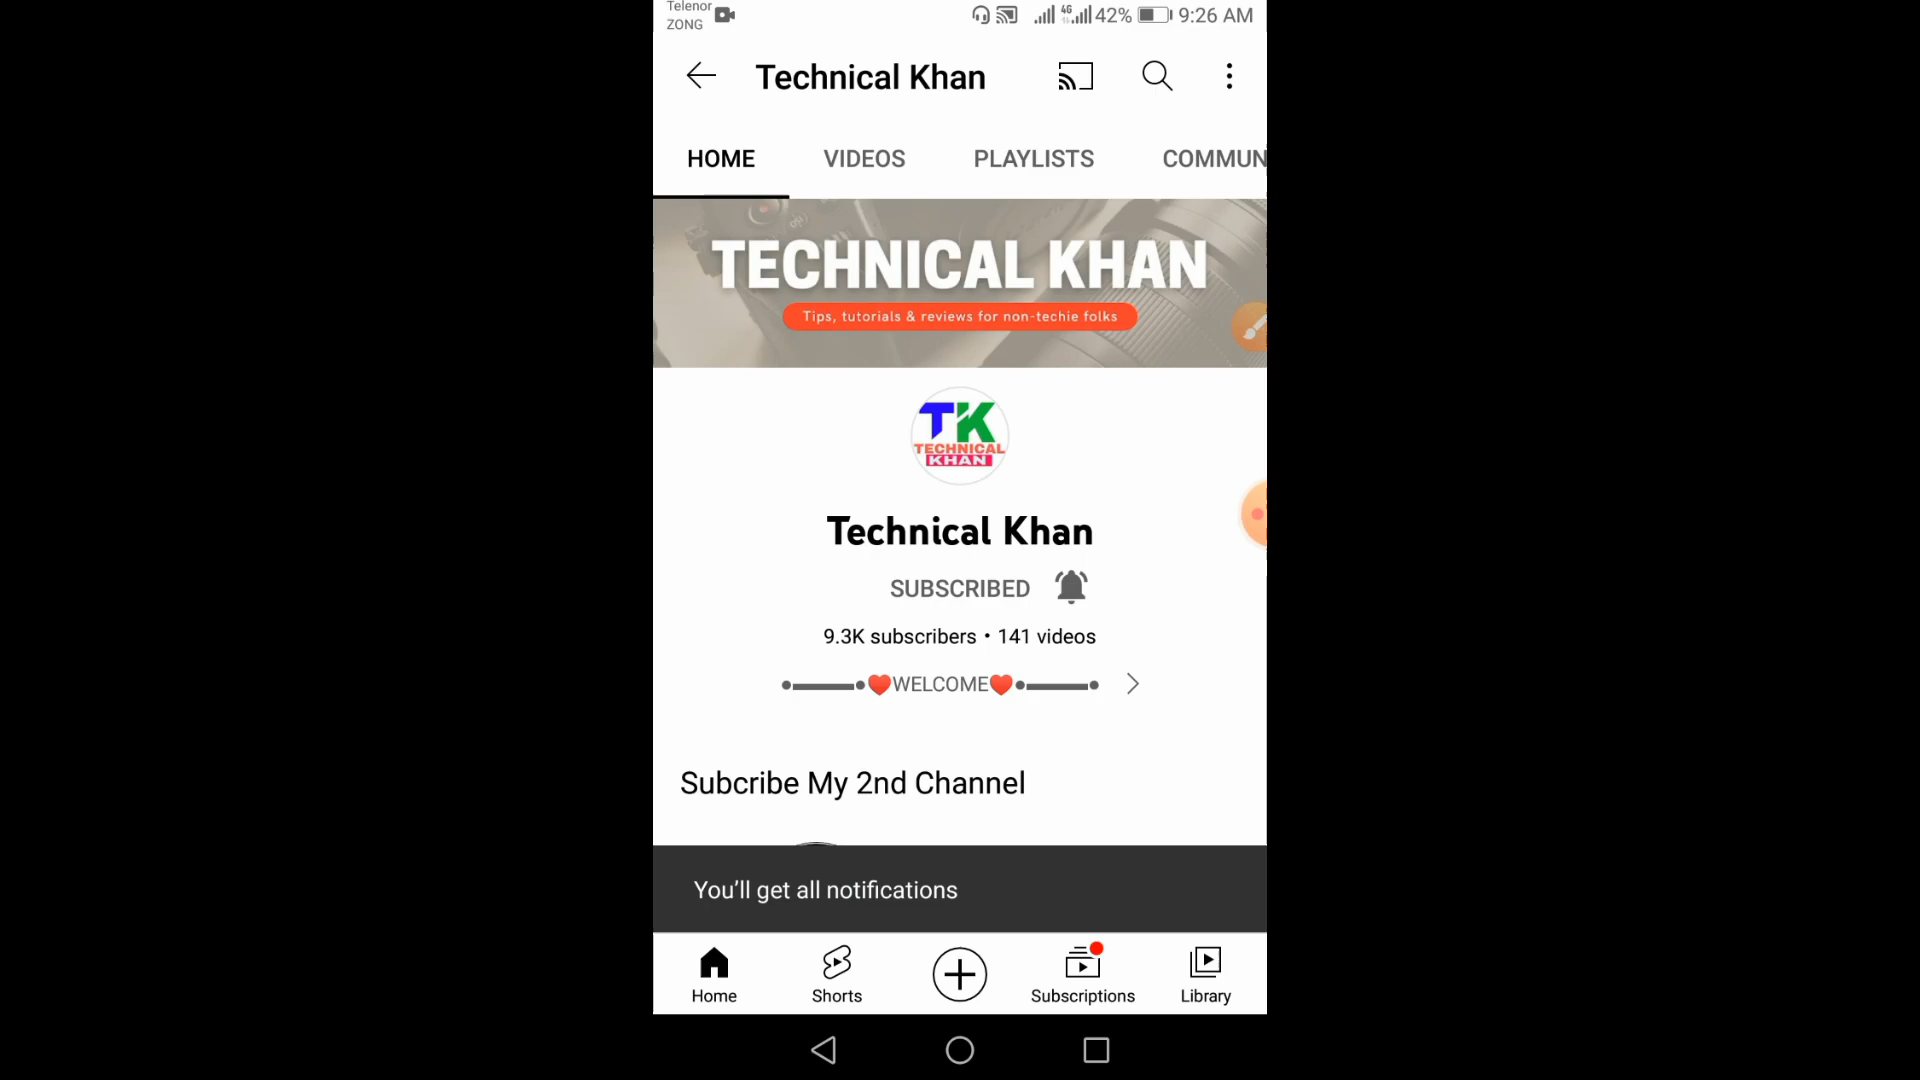 Telenor
ZONG
4G 42% 9:26 AM
Technical Khan
HOME VIDEOS PLAYLISTS COMMUN
TECHNICAL KHAN
Tips, tutorials & reviews for non-techie folks
TK
TECHNICAL
KHAN
Technical Khan
SUBSCRIBED
9.3K subscribers • 141 videos
●▬▬▬▬●❤️WELCOME❤️●▬▬▬▬●
Subcribe My 2nd Channel
You’ll get all notifications
Home Shorts Subscriptions Library